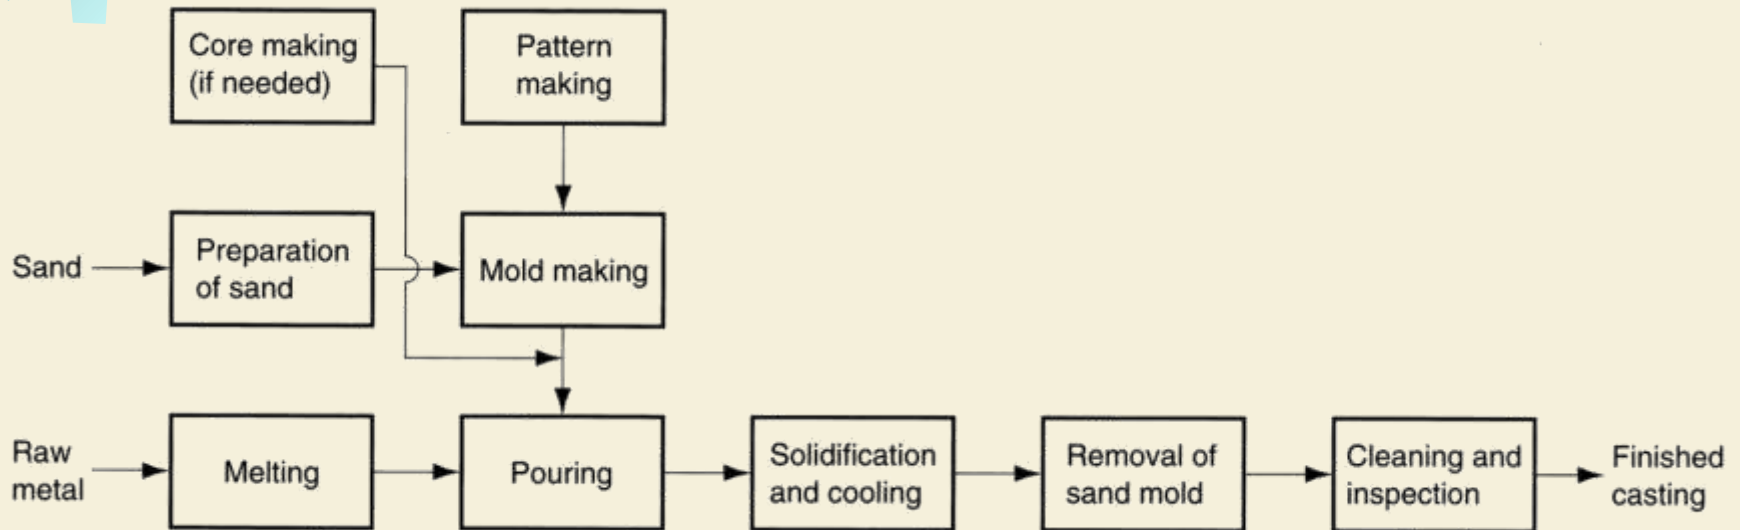 Core making
(if needed)
Pattern
making
Sand
Preparation
of sand
Mold making
Raw
metal
Melting
Pouring
Solidification
and cooling
Removal of
sand mold
Cleaning and
inspection
Finished
casting